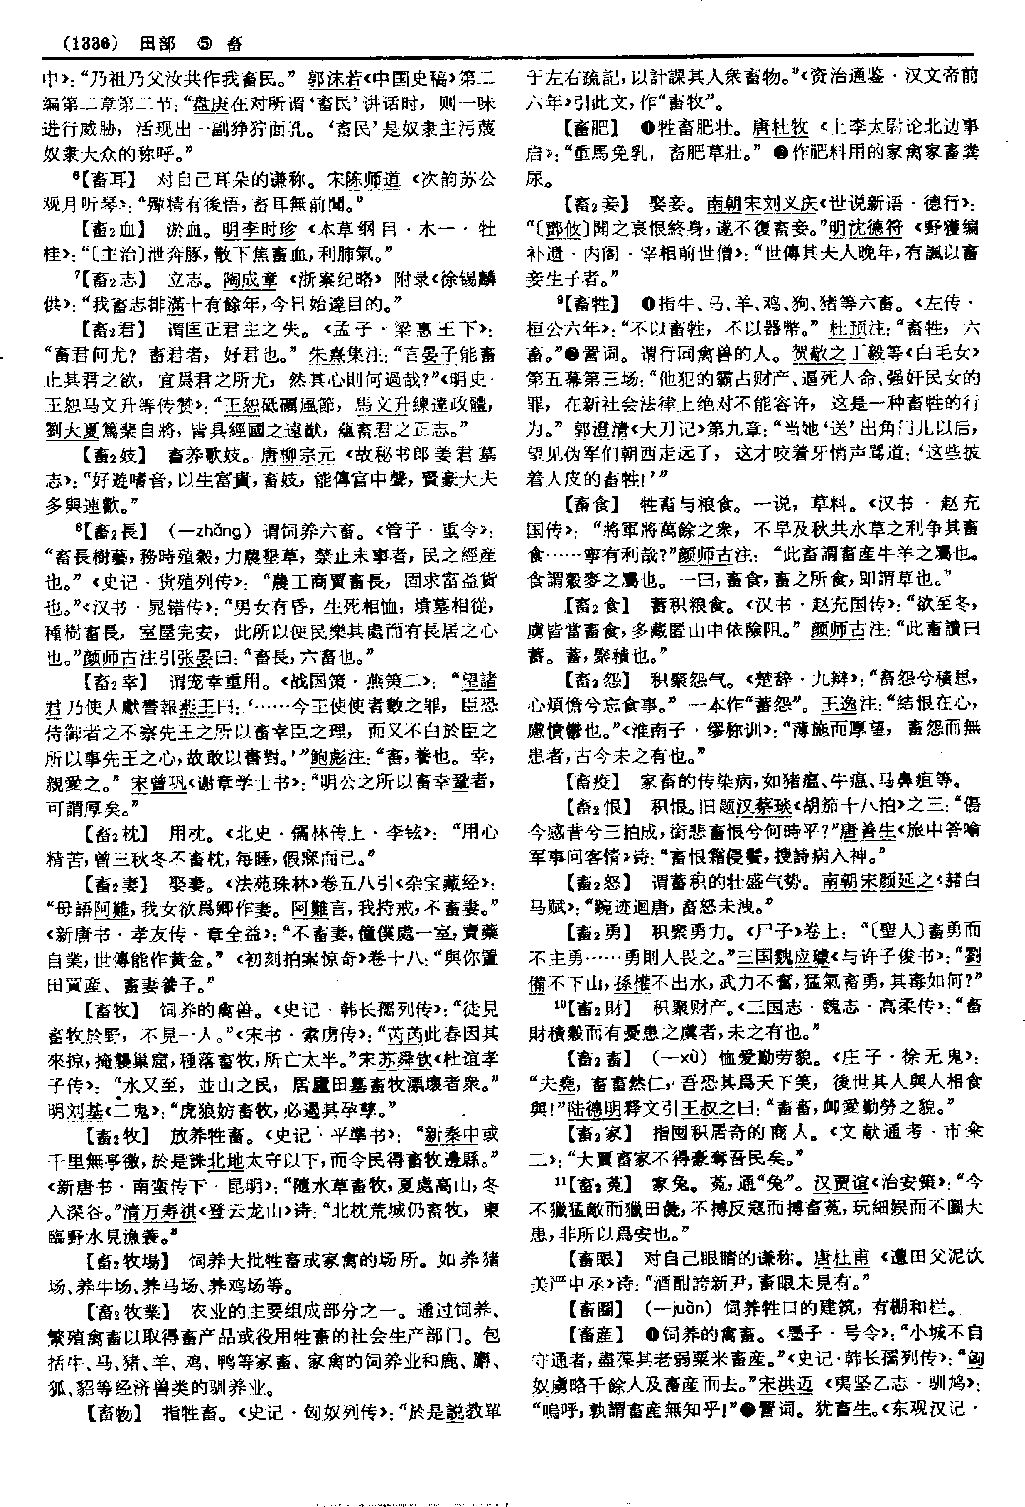 (1336) 田部 ⑤ 畜
中》：“乃祖乃父汝共作我畜民。” 郭沫若《中国史稿》第二
编第二章第二节：“盘庚在对所谓‘畜民’讲话时，则一味
进行威胁，活现出一副狰狞面孔。‘畜民’是奴隶主污蔑
奴隶大众的称呼。”
⁶【畜耳】 对自己耳朵的谦称。宋陈师道《次韵苏公
观月听琴》：“殫精有後悟，畜耳無前聞。”
【畜₂血】 淤血。明李时珍《本草纲目·木一·牡
桂》：“〔主治〕泄奔豚，散下焦畜血，利肺氣。”
⁷【畜₂志】 立志。陶成章《浙案纪略》附录《徐锡麟
供》：“我畜志排滿十有餘年，今日始達目的。”
【畜₂君】 谓匡正君主之失。《孟子·梁惠王下》：
“畜君何尤？畜君者，好君也。” 朱熹集注：“言晏子能畜
止其君之欲，宜爲君之所尤，然其心則何過哉？”《明史·
王恕马文升等传赞》：“王恕砥礪風節，馬文升練達政體，
劉大夏篤棐自將，皆具經國之遠猷，蘊畜君之正志。”
【畜₂妓】 畜养歌妓。唐柳宗元《故秘书郎姜君墓
志》：“好遊嗜音，以生富貴，畜妓，能傳宫中聲，賢豪大夫
多與連歡。”
⁸【畜₂長】 （—zhǎng）谓饲养六畜。《管子·重令》：
“畜長樹藝，務時殖穀，力農墾草，禁止末事者，民之經產
也。”《史记·货殖列传》：“農工商賈畜長，固求富益貨
也。”《汉书·晁错传》：“男女有昏，生死相恤，墳墓相從，
種樹畜長，室屋完安，此所以使民樂其處而有長居之心
也。”颜师古注引张晏曰：“畜長，六畜也。”
【畜₂幸】 谓宠幸重用。《战国策·燕策二》：“望諸
君乃使人獻書報燕王曰：‘……今王使使者數之罪，臣恐
侍御者之不察先王之所以畜幸臣之理，而又不白於臣之
所以事先王之心，故敢以書對。’”鲍彪注：“畜，養也。幸，
親愛之。” 宋曾巩《谢章学士书》：“明公之所以畜幸鞏者，
可謂厚矣。”
【畜₂枕】 用枕。《北史·儒林传上·李铉》：“用心
精苦，曾三秋冬不畜枕，每睡，假寐而已。”
【畜₂妻】 娶妻。《法苑珠林》卷五八引《杂宝藏经》：
“母語阿難，我女欲爲卿作妻。阿難言，我持戒，不畜妻。”
《新唐书·孝友传·章全益》：“不畜妻，僮僕處一室，賣藥
自業，世傳能作黃金。”《初刻拍案惊奇》卷十八：“與你置
田買産、畜妻養子。”
【畜牧】 饲养的禽兽。《史记·韩长孺列传》：“徒見
畜牧於野，不見一人。”《宋书·索虏传》：“芮芮此春因其
來掠，掩襲巢窟，種落畜牧，所亡太半。”宋苏舜钦《杜谊孝
子传》：“水又至，並山之民，居廬田墓畜牧漂壞者衆。”
明刘基《二鬼》：“虎狼妨畜牧，必遏其孕孳。”
【畜₂牧】 放养牲畜。《史记·平準书》：“新秦中或
千里無亭徼，於是誅北地太守以下，而令民得畜牧邊縣。”
《新唐书·南蛮传下·昆明》：“隨水草畜牧，夏處高山，冬
入深谷。”清万寿祺《登云龙山》诗：“北枕荒城仍畜牧，東
臨野水見漁蓑。”
【畜₂牧場】 饲养大批牲畜或家禽的场所。如养猪
场、养牛场、养马场、养鸡场等。
【畜₂牧業】 农业的主要组成部分之一。通过饲养、
繁殖禽畜以取得畜产品或役用牲畜的社会生产部门。包
括牛、马、猪、羊、鸡、鸭等家畜、家禽的饲养业和鹿、麝、
狐、貂等经济兽类的驯养业。
【畜物】 指牲畜。《史记·匈奴列传》：“於是説教單
于左右疏記，以計課其人衆畜物。”《资治通鉴·汉文帝前
六年》引此文，作“畜牧”。
【畜肥】 ❶牲畜肥壮。唐杜牧《上李太尉论北边事
启》：“重馬免乳，畜肥草壯。” ❷作肥料用的家禽家畜粪
尿。
【畜₂妾】 娶妾。南朝宋刘义庆《世说新语·德行》：
“〔鄧攸〕聞之哀恨終身，遂不復畜妾。”明沈德符《野獲编
补遗·内阁·宰相前世僧》：“世傳其夫人晚年，有諷以畜
妾生子者。”
⁹【畜牲】 ❶指牛、马、羊、鸡、狗、猪等六畜。《左传·
桓公六年》：“不以畜牲，不以器幣。” 杜预注：“畜牲，六
畜。”❷詈词。谓行同禽兽的人。贺敬之丁毅等《白毛女》
第五幕第三场：“他犯的霸占财产、逼死人命、强奸民女的
罪，在新社会法律上绝对不能容许，这是一种畜牲的行
为。” 郭澄清《大刀记》第九章：“当她‘送’出角门儿以后，
望见伪军们朝西走远了，这才咬着牙悄声骂道：‘这些披
着人皮的畜牲！’”
【畜食】 牲畜与粮食。一说，草料。《汉书·赵充
国传》：“將軍將萬餘之衆，不早及秋共水草之利争其畜
食……寧有利哉？”颜师古注：“此畜謂畜産牛羊之屬也。
食謂穀麥之屬也。一曰，畜食，畜之所食，即謂草也。”
【畜₂食】 蓄积粮食。《汉书·赵充国传》：“欲至冬，
虜皆當畜食，多藏匿山中依險阻。” 颜师古注：“此畜讀曰
蓄。蓄，聚積也。”
【畜₂怨】 积聚怨气。《楚辞·九辩》：“畜怨兮積思，
心煩憺兮忘食事。” 一本作“蓄怨”。王逸注：“结恨在心，
慮憤鬱也。”《淮南子·缪称训》：“薄施而厚望，畜怨而無
患者，古今未之有也。”
【畜疫】 家畜的传染病，如猪瘟、牛瘟、马鼻疽等。
【畜₂恨】 积恨。旧题汉蔡琰《胡笳十八拍》之三：“傷
今感昔兮三拍成，銜悲畜恨兮何時平？”唐善生《旅中答喻
军事问客情》诗：“畜恨霜侵鬢，搜詩病入神。”
【畜₂怒】 谓蓄积的壮盛气势。南朝宋颜延之《赭白
马赋》：“踠迹迴唐，畜怒未洩。”
【畜₂勇】 积聚勇力。《尸子》卷上：“〔聖人〕畜勇而
不主勇……勇則人畏之。”三国魏应璩《与许子俊书》：“劉
備不下山，孫權不出水，武力不奮，猛氣畜勇，其毒如何？”
¹⁰【畜₂財】 积聚财产。《三国志·魏志·高柔传》：“畜
財積穀而有憂患之虞者，未之有也。”
【畜₂畜】 （—xù）恤爱勤劳貌。《庄子·徐无鬼》：
“夫堯，畜畜然仁，吾恐其爲天下笑，後世其人與人相食
與！”陆德明释文引王叔之曰：“畜畜，卹愛勤勞之貌。”
【畜₂家】 指囤积居奇的商人。《文献通考·市籴
二》：“大賈畜家不得豪奪吾民矣。”
¹¹【畜₂菟】 家兔。菟，通“兔”。汉贾谊《治安策》：“今
不獵猛敵而獵田彘，不搏反寇而搏畜菟，玩細娱而不圖大
患，非所以爲安也。”
【畜眼】 对自己眼睛的谦称。唐杜甫《遭田父泥饮
美严中丞》诗：“酒酣誇新尹，畜眼未見有。”
【畜圈】 （—juàn）饲养牲口的建筑，有棚和栏。
【畜産】 ❶饲养的禽畜。《墨子·号令》：“小城不自
守通者，盡葆其老弱粟米畜産。”《史记·韩长孺列传》：“匈
奴虜略千餘人及畜産而去。”宋洪迈《夷坚乙志·驯鸠》：
“嗚呼，孰謂畜産無知乎！”❷詈词。犹畜生。《东观汉记·